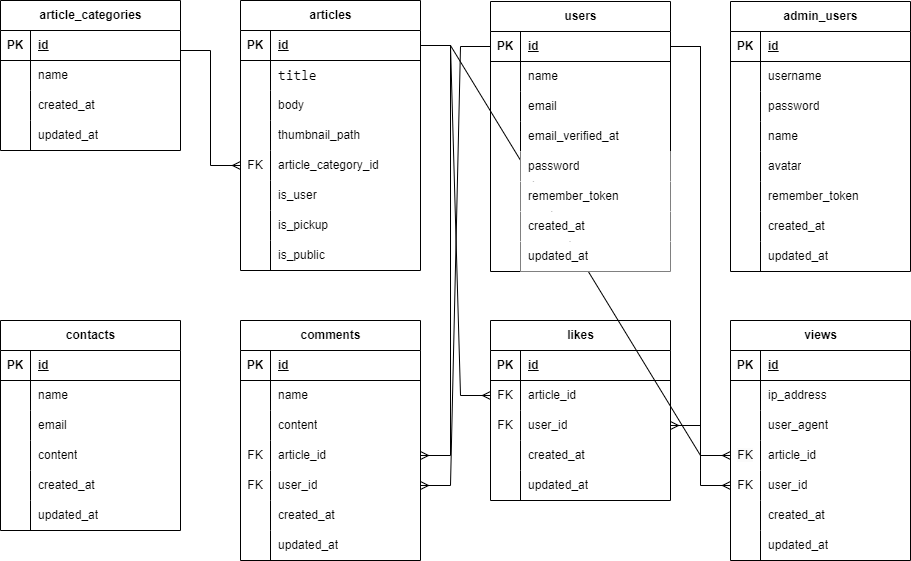 article_categories
PK id
name
created_at
updated_at
articles
PK id
title
body
thumbnail_path
FK article_category_id
is_user
is_pickup
is_public
users
PK id
name
email
email_verified_at
password
remember_token
created_at
updated_at
admin_users
PK id
username
password
name
avatar
remember_token
created_at
updated_at
contacts
PK id
name
email
content
created_at
updated_at
comments
PK id
name
content
FK article_id
FK user_id
created_at
updated_at
likes
PK id
FK article_id
FK user_id
created_at
updated_at
views
PK id
ip_address
user_agent
FK article_id
FK user_id
created_at
updated_at